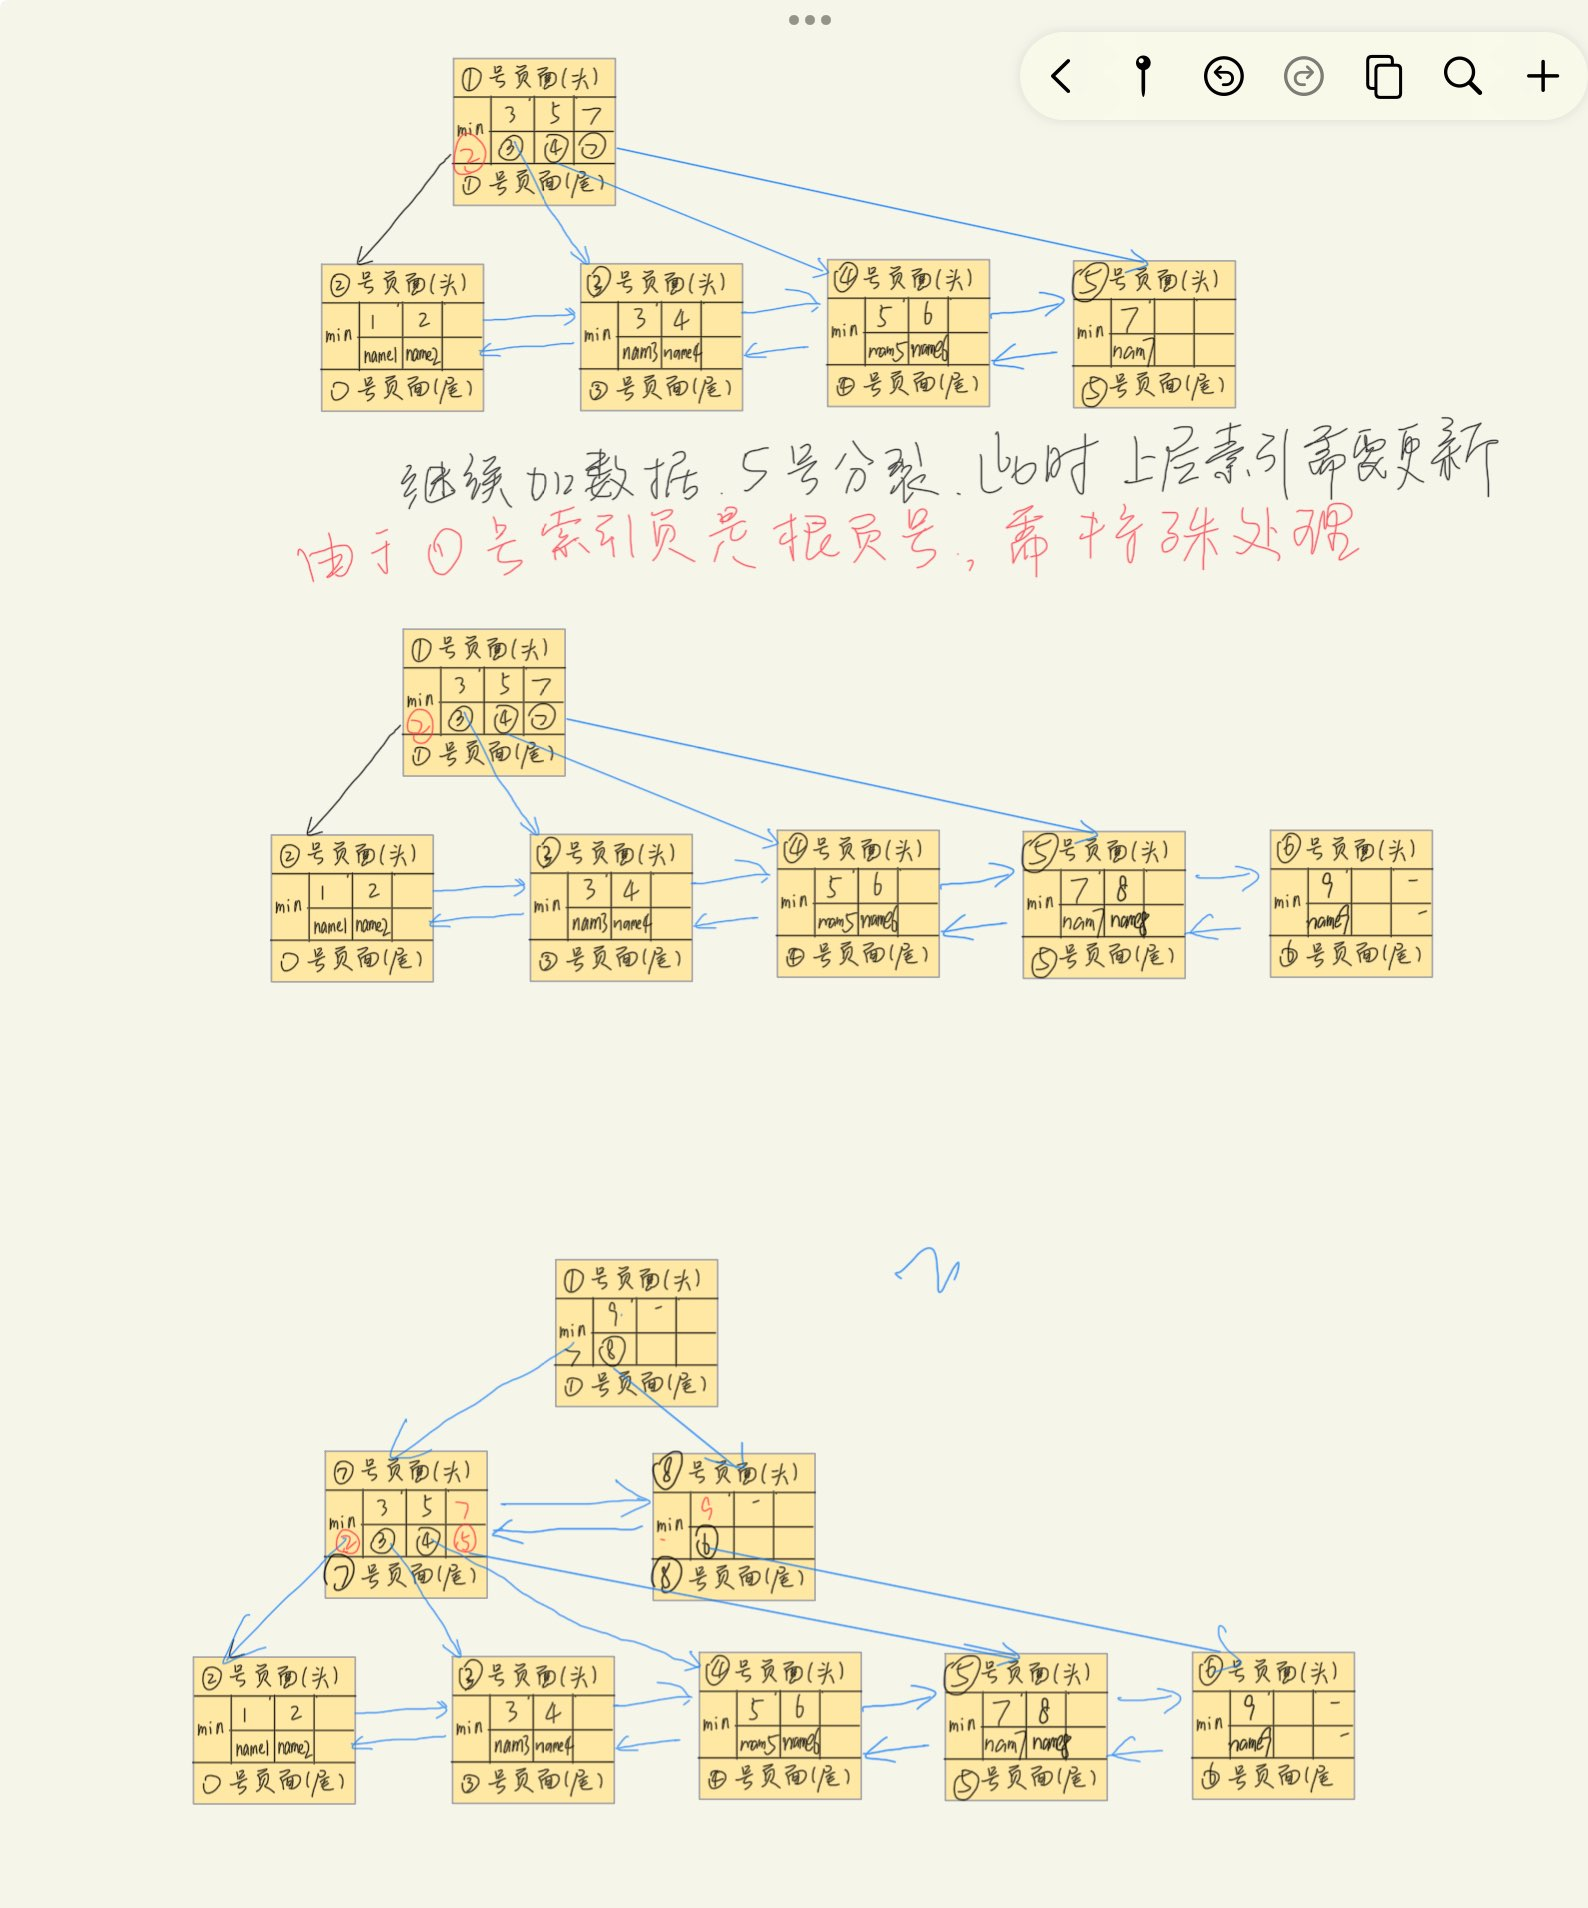 ①号页面(头)
min 3 5 7
② ③ ④ ⑦
①号页面(尾)
②号页面(头)
min 1 2
name1 name2
〇号页面(尾)
③号页面(头)
min 3 4
nam3 name4
③号页面(尾)
④号页面(头)
min 5 6
nam5 name6
④号页面(尾)
⑤号页面(头)
min 7
nam7
⑤号页面(尾)
继续加数据.5号分裂.此时上层索引需要更新
由于①号索引页是根页号,需特殊处理
①号页面(头)
min 3 5 7
② ③ ④ ⑦
①号页面(尾)
②号页面(头)
min 1 2
name1 name2
〇号页面(尾)
③号页面(头)
min 3 4
nam3 name4
③号页面(尾)
④号页面(头)
min 5 6
nam5 name6
④号页面(尾)
⑤号页面(头)
min 7 8
nam7 name8
⑤号页面(尾)
⑥号页面(头)
min 9 -
name9 -
⑥号页面(尾)
①号页面(头)
min 9 -
7 ⑧
①号页面(尾)
⑦号页面(头)
min 3 5 7
② ③ ④ ⑤
⑦号页面(尾)
⑧号页面(头)
min 9 -
- ⑥
⑧号页面(尾)
②号页面(头)
min 1 2
name1 name2
〇号页面(尾)
③号页面(头)
min 3 4
nam3 name4
③号页面(尾)
④号页面(头)
min 5 6
nam5 name6
④号页面(尾)
⑤号页面(头)
min 7 8
nam7 name8
⑤号页面(尾)
⑥号页面(头)
min 9 -
name9 -
⑥号页面(尾